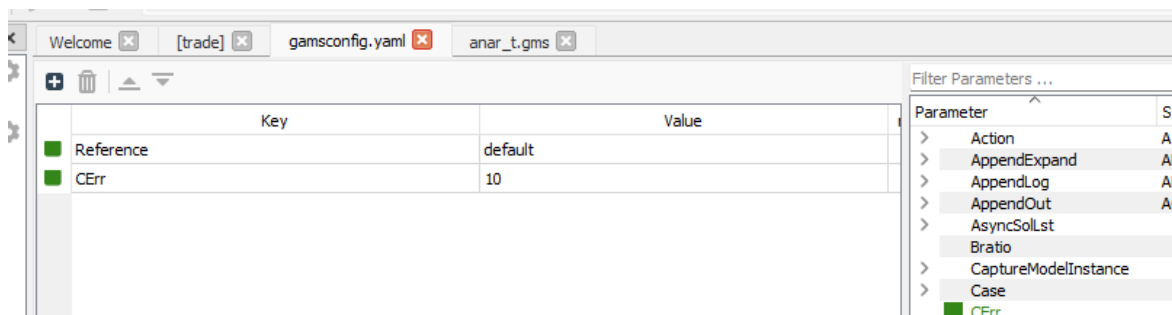 Welcome [trade] gamsconfig.yaml anar_t.gms
Filter Parameters ...
Key Value
Parameter S
Reference default
CErr 10
Action A
AppendExpand A
AppendLog A
AppendOut A
AsyncSolLst
Bratio
CaptureModelInstance
Case
CErr